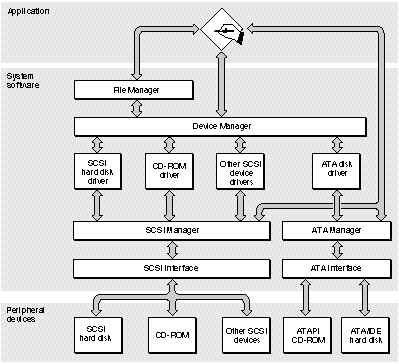 Application
System
software
File Manager
Device Manager
SCSI
hard disk
driver
CD-ROM
driver
Other SCSI
device
drivers
ATA disk
driver
SCSI Manager
ATA Manager
SCSI Interface
ATA Interface
Peripheral
devices
SCSI
hard disk
CD-ROM
Other SCSI
devices
ATAPI
CD-ROM
ATA/IDE
hard disk